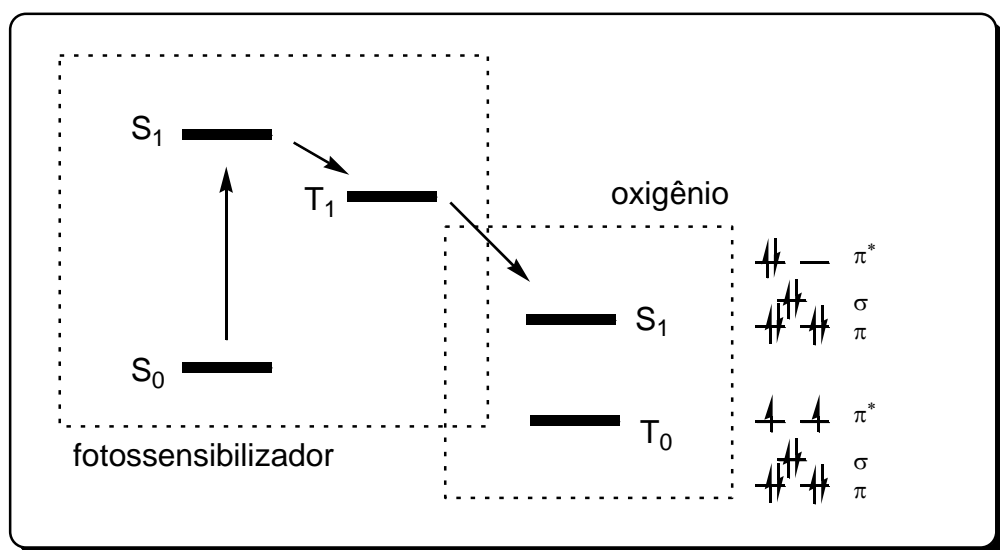 S₁
T₁
oxigênio
π*
σ
π
S₁
S₀
π*
T₀
σ
π
fotossensibilizador